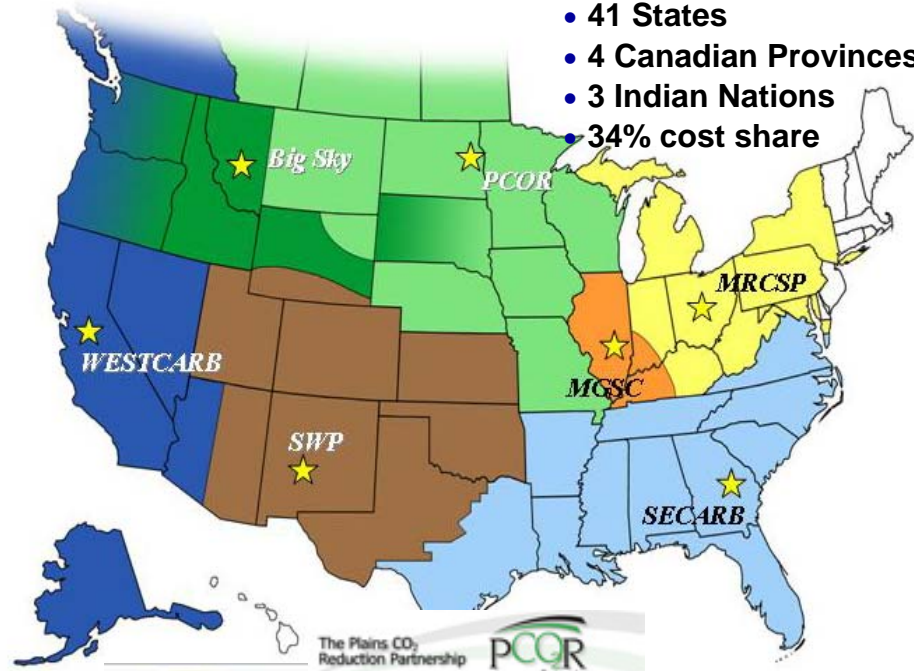 • 41 States
• 4 Canadian Provinces
• 3 Indian Nations
• 34% cost share
Big Sky
PCOR
MRCSP
WESTCARB
MGSC
SWP
SECARB
The Plains CO₂
Reduction Partnership
PCOR